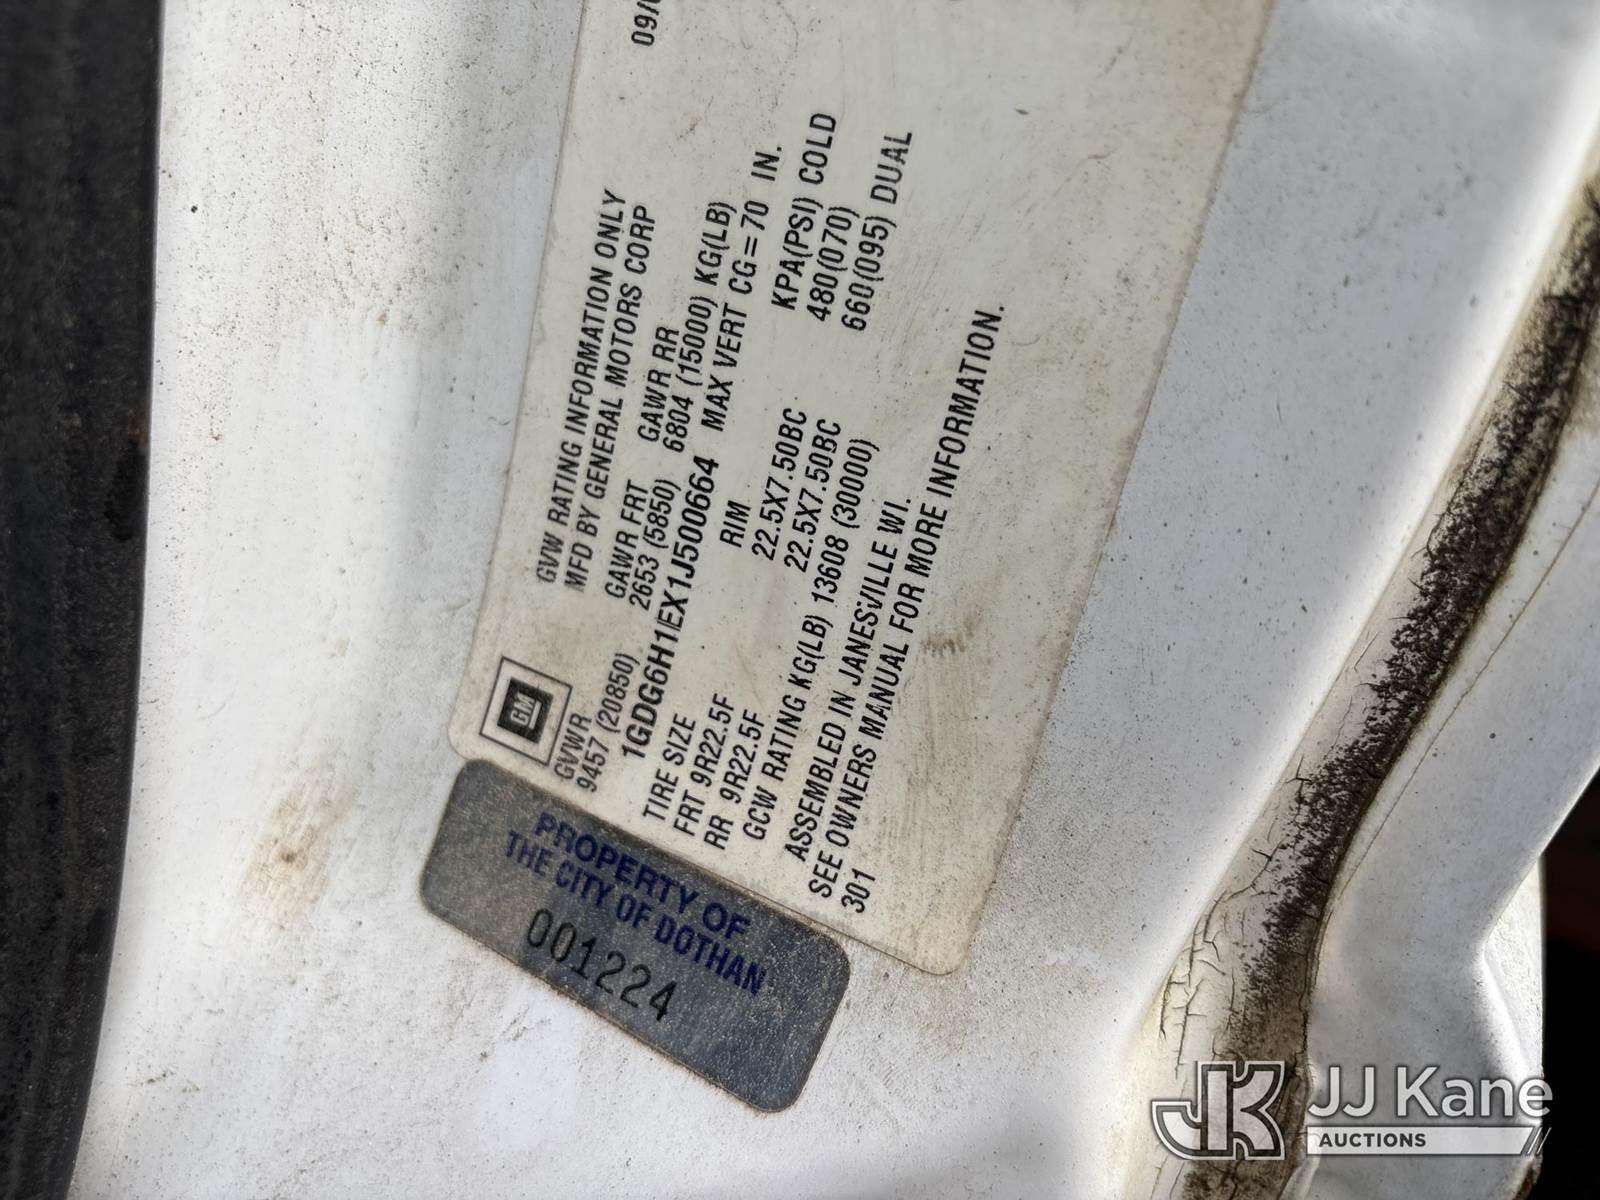 09/
GVW RATING INFORMATION ONLY
MFD BY GENERAL MOTORS CORP
GM
GVWR GAWR FRT GAWR RR
9457 (20850) 2653 (5850) 6804 (15000) KG(LB)
1GDG6H1EX1J500664 MAX VERT CG=70 IN.
TIRE SIZE RIM KPA(PSI) COLD
FRT 9R22.5F 22.5X7.50BC 480(070)
RR 9R22.5F 22.5X7.50BC 660(095) DUAL
GCW RATING KG(LB) 13608 (30000)
ASSEMBLED IN JANESVILLE WI.
SEE OWNERS MANUAL FOR MORE INFORMATION.
301
PROPERTY OF
THE CITY OF DOTHAN
001224
JK JJ Kane
AUCTIONS